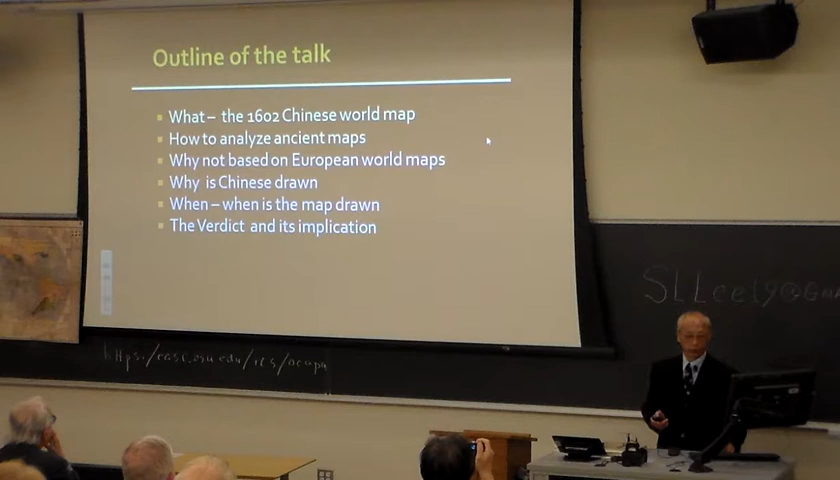 Outline of the talk
What – the 1602 Chinese world map
How to analyze ancient maps
Why not based on European world maps
Why is Chinese drawn
When – when is the map drawn
The Verdict and its implication